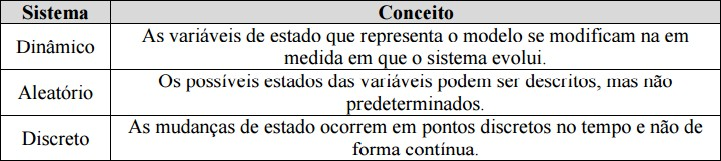 Sistema Conceito
Dinâmico As variáveis de estado que representa o modelo se modificam na em
medida em que o sistema evolui.
Aleatório Os possíveis estados das variáveis podem ser descritos, mas não
predeterminados.
Discreto As mudanças de estado ocorrem em pontos discretos no tempo e não de
forma contínua.